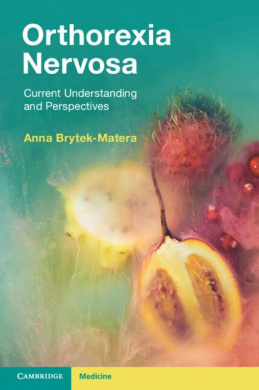 Orthorexia
Nervosa
Current Understanding
and Perspectives
Anna Brytek-Matera
CAMBRIDGE
Medicine